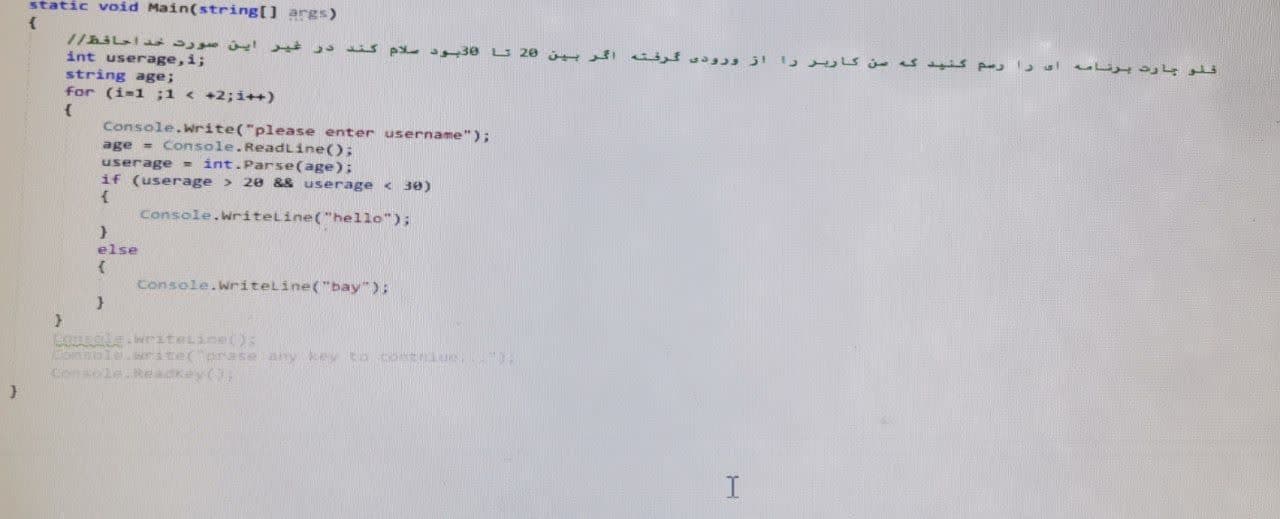 static void Main(string[] args)
{
//فلو چارت برنامه ای را رسم کنید که سن کاربر را از ورودی گرفته اگر بین 20 تا 30بود سلام کند در غیر این صورت خداحافظ
int userage,i;
string age;
for (i=1 ;1 < +2;i++)
{
Console.Write("please enter username");
age = Console.ReadLine();
userage = int.Parse(age);
if (userage > 20 && userage < 30)
{
Console.WriteLine("hello");
}
else
{
Console.WriteLine("bay");
}
}
Console.WriteLine();
Console.Write("prase any key to contniue...");
Console.ReadKey();
}